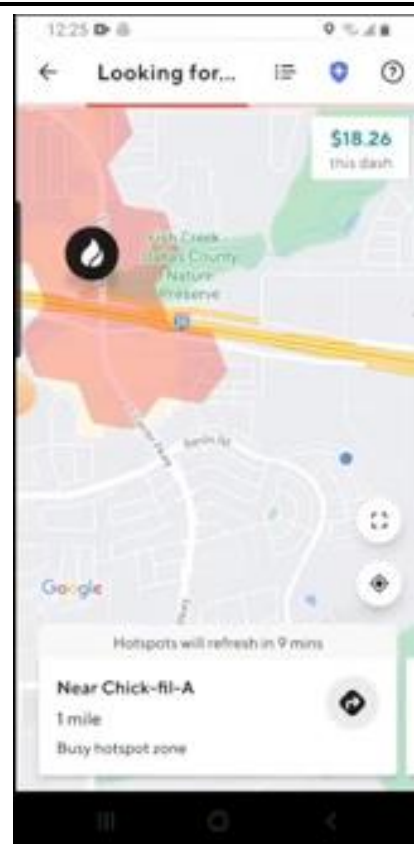 12:25
Looking for...
$18.26
this dash
Creek
County
Nature
Preserve
20
Google
Hotspots will refresh in 9 mins
Near Chick-fil-A
1 mile
Busy hotspot zone